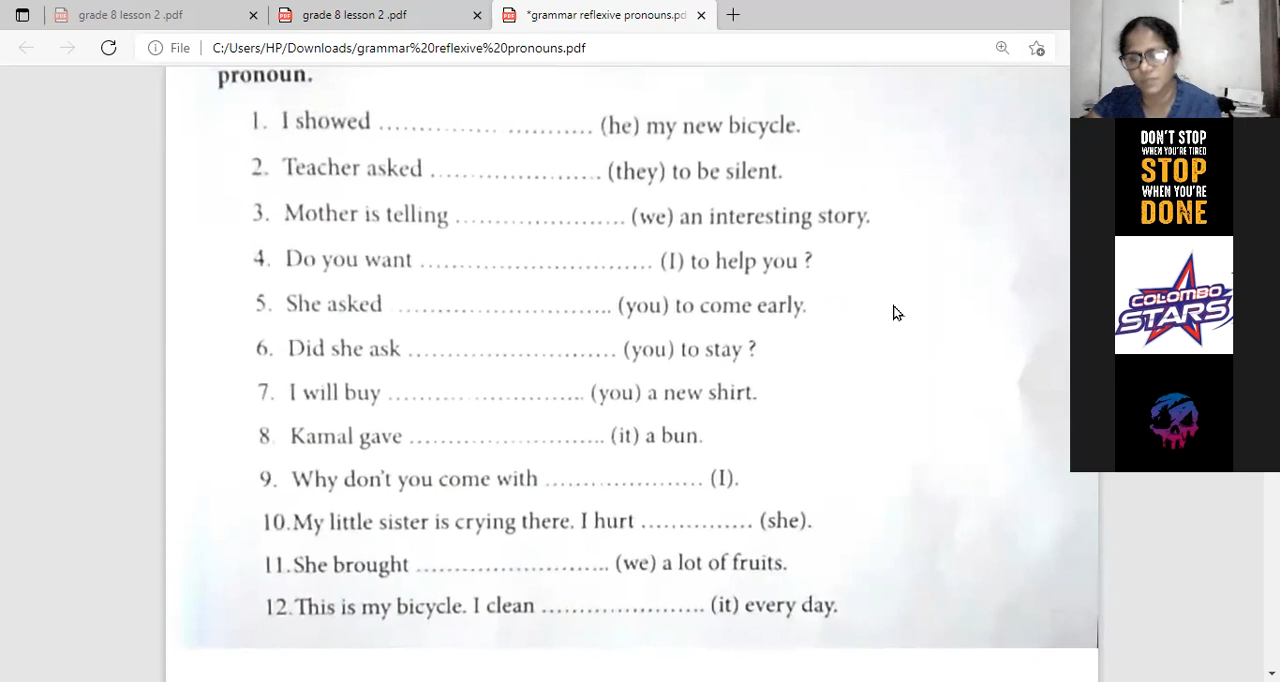 grade 8 lesson 2 .pdf
grade 8 lesson 2 .pdf
*grammar reflexive pronouns.pd
File
C:/Users/HP/Downloads/grammar%20reflexive%20pronouns.pdf
pronoun.
1. I showed .............................. (he) my new bicycle.
2. Teacher asked ....................... (they) to be silent.
3. Mother is telling ...................... (we) an interesting story.
4. Do you want .............................. (I) to help you ?
5. She asked ............................ (you) to come early.
6. Did she ask ........................... (you) to stay ?
7. I will buy .......................... (you) a new shirt.
8. Kamal gave .......................... (it) a bun.
9. Why don't you come with ..................... (I).
10.My little sister is crying there. I hurt ............... (she).
11.She brought ......................... (we) a lot of fruits.
12.This is my bicycle. I clean ..................... (it) every day.
DON'T STOP
WHEN YOU'RE TIRED
STOP
WHEN YOU'RE
DONE
COLOMBO
STARS